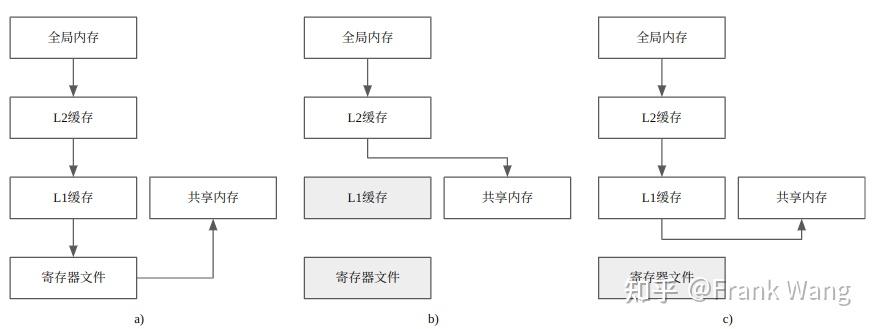 全局内存 全局内存 全局内存
L2缓存 L2缓存 L2缓存
L1缓存 共享内存 L1缓存 共享内存 L1缓存 共享内存
寄存器文件 寄存器文件 寄存器文件
知乎 @Frank Wang
a) b) c)